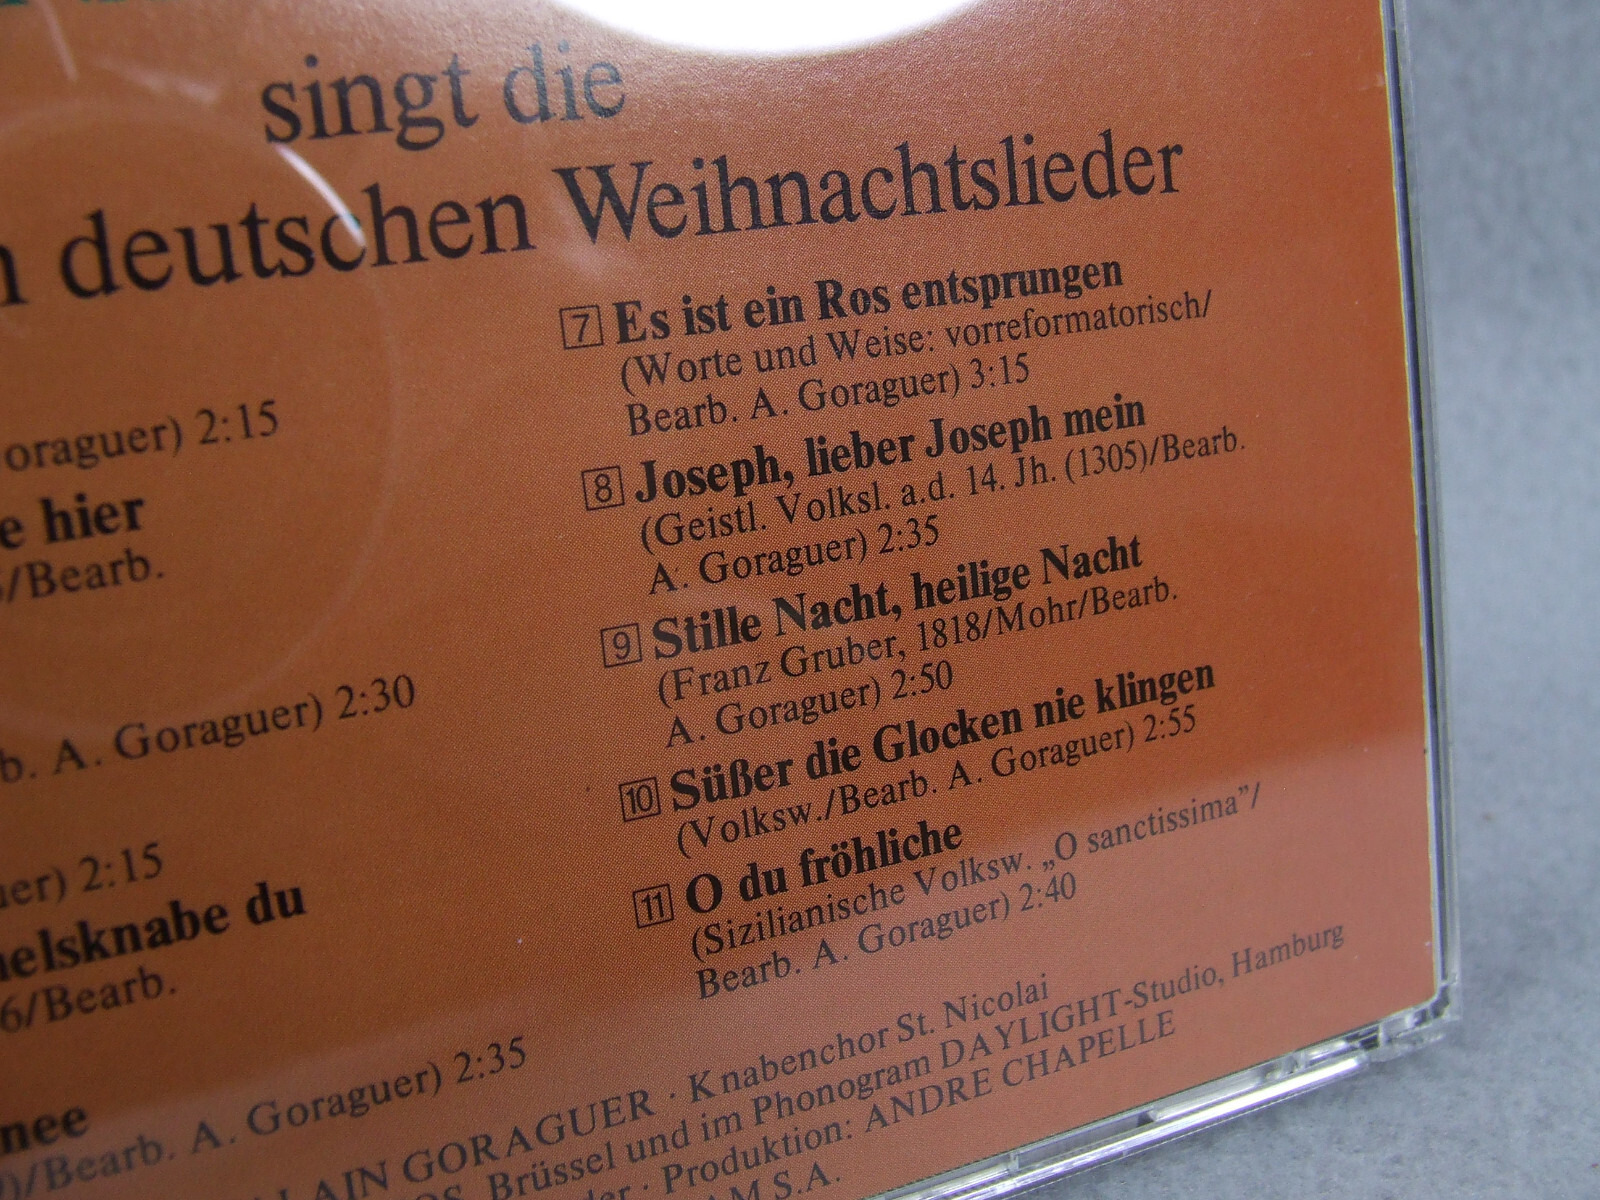 singt die
deutschen Weihnachtslieder
oraguer) 2:15
hier
/Bearb.
A. Goraguer) 2:30
2:15
elsknabe du
6/Bearb.
/Bearb. A. Goraguer) 2:35
nee
7 Es ist ein Ros entsprungen
(Worte und Weise: vorreformatorisch/
Bearb. A. Goraguer) 3:15
8 Joseph, lieber Joseph mein
(Geistl. Volksl. a.d. 14. Jh. (1305)/Bearb.
A. Goraguer) 2:35
9 Stille Nacht, heilige Nacht
(Franz Gruber, 1818/Mohr/Bearb.
A. Goraguer) 2:50
10 Süßer die Glocken nie klingen
(Volksw./Bearb. A. Goraguer) 2:55
11 O du fröhliche
(Sizilianische Volksw. „O sanctissima”/
Bearb. A. Goraguer) 2:40
GORAGUER · Knabenchor St. Nicolai
Brüssel und im Phonogram DAYLIGHT-Studio, Hamburg
· Produktion: ANDRE CHAPELLE
S.A.